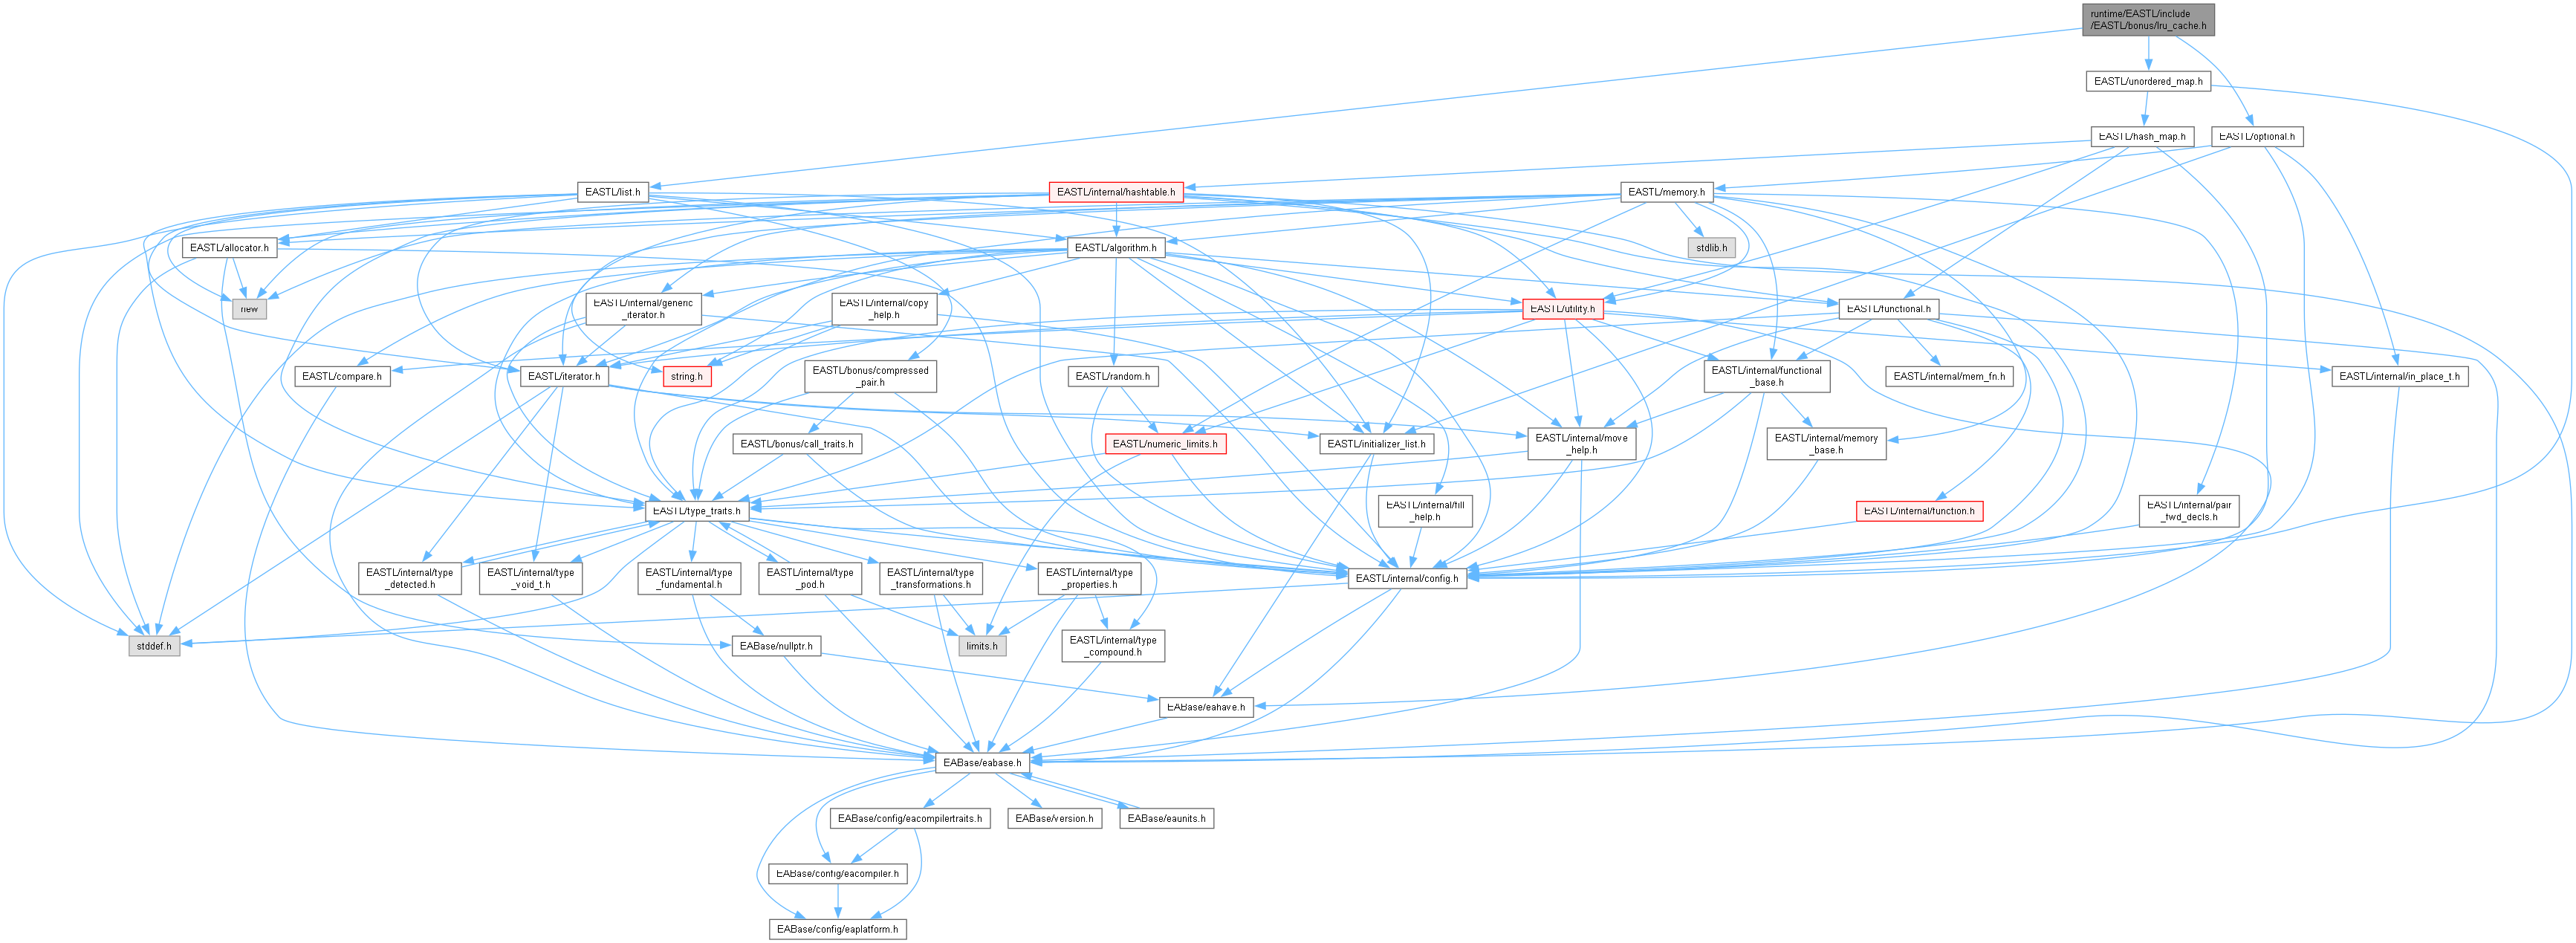 runtime/EASTL/include
/EASTL/bonus/lru_cache.h
EASTL/unordered_map.h
EASTL/hash_map.h
EASTL/optional.h
EASTL/list.h
EASTL/internal/hashtable.h
EASTL/memory.h
EASTL/allocator.h
EASTL/algorithm.h
stdlib.h
new
EASTL/internal/generic
_iterator.h
EASTL/internal/copy
_help.h
EASTL/utility.h
EASTL/functional.h
EASTL/compare.h
EASTL/iterator.h
string.h
EASTL/bonus/compressed
_pair.h
EASTL/random.h
EASTL/internal/functional
_base.h
EASTL/internal/mem_fn.h
EASTL/internal/in_place_t.h
EASTL/bonus/call_traits.h
EASTL/numeric_limits.h
EASTL/initializer_list.h
EASTL/internal/move
_help.h
EASTL/internal/memory
_base.h
EASTL/type_traits.h
EASTL/internal/fill
_help.h
EASTL/internal/function.h
EASTL/internal/pair
_fwd_decls.h
EASTL/internal/type
_detected.h
EASTL/internal/type
_void_t.h
EASTL/internal/type
_fundamental.h
EASTL/internal/type
_pod.h
EASTL/internal/type
_transformations.h
EASTL/internal/type
_properties.h
EASTL/internal/config.h
stddef.h
EABase/nullptr.h
limits.h
EASTL/internal/type
_compound.h
EABase/eahave.h
EABase/eabase.h
EABase/config/eacompilertraits.h
EABase/version.h
EABase/eaunits.h
EABase/config/eacompiler.h
EABase/config/eaplatform.h